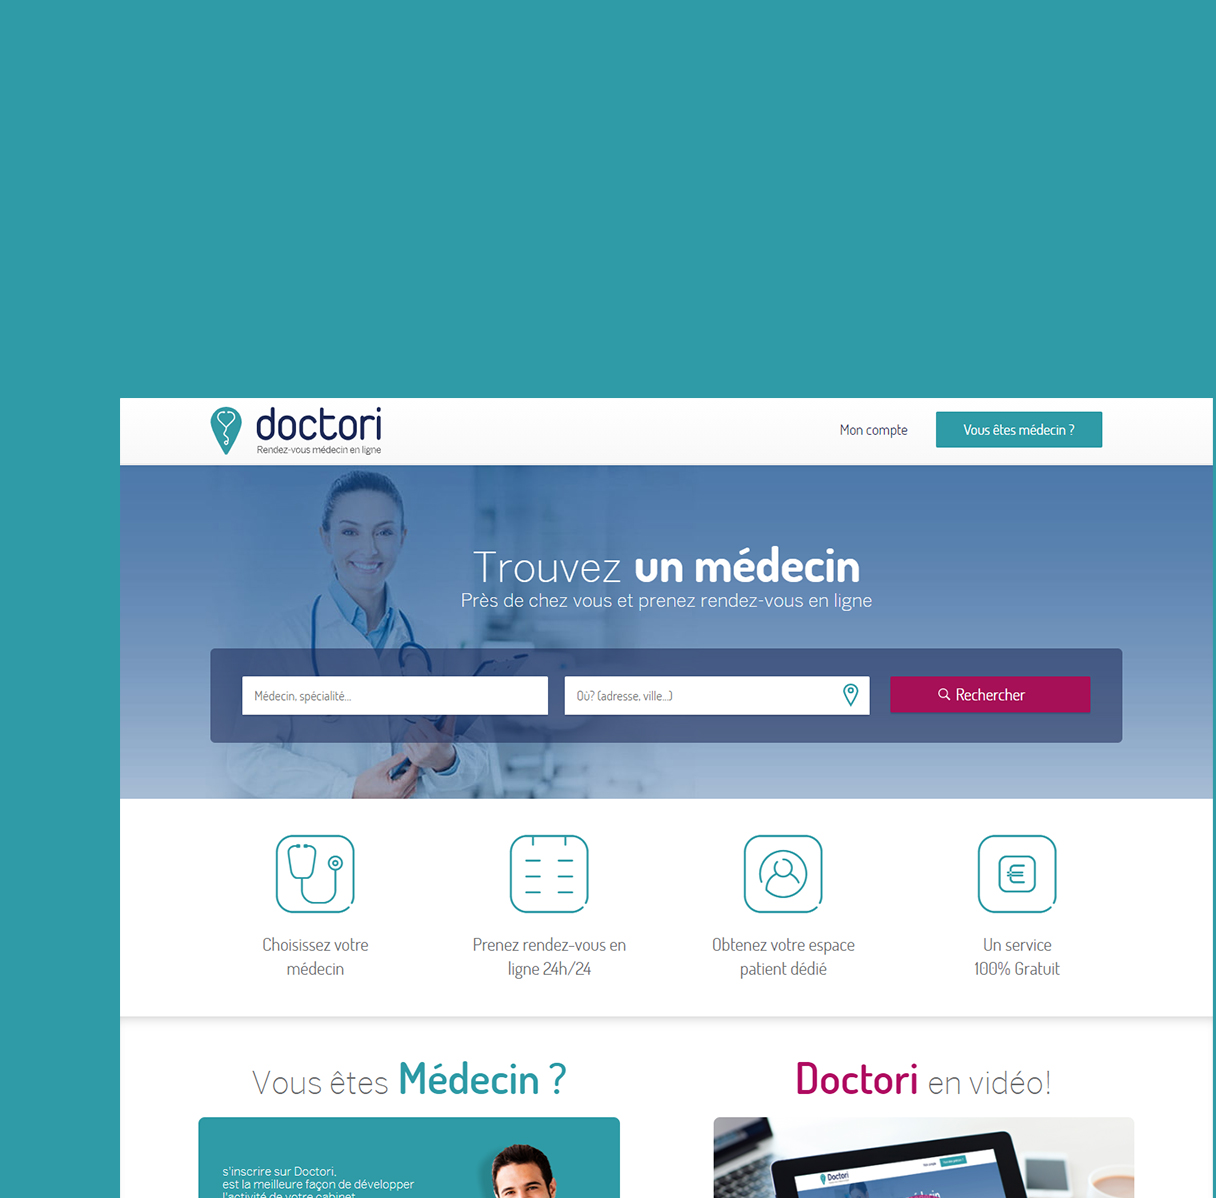 doctori
Rendez-vous médecin en ligne
Mon compte
Vous êtes médecin ?
Trouvez un médecin
Près de chez vous et prenez rendez-vous en ligne
Médecin, spécialité...
Où? (adresse, ville...)
Rechercher
Choisissez votre
médecin
Prenez rendez-vous en
ligne 24h/24
Obtenez votre espace
patient dédié
Un service
100% Gratuit
Vous êtes Médecin ?
s'inscrire sur Doctori,
est la meilleure façon de développer
l'activité de votre cabinet
Doctori en vidéo!
Doctori